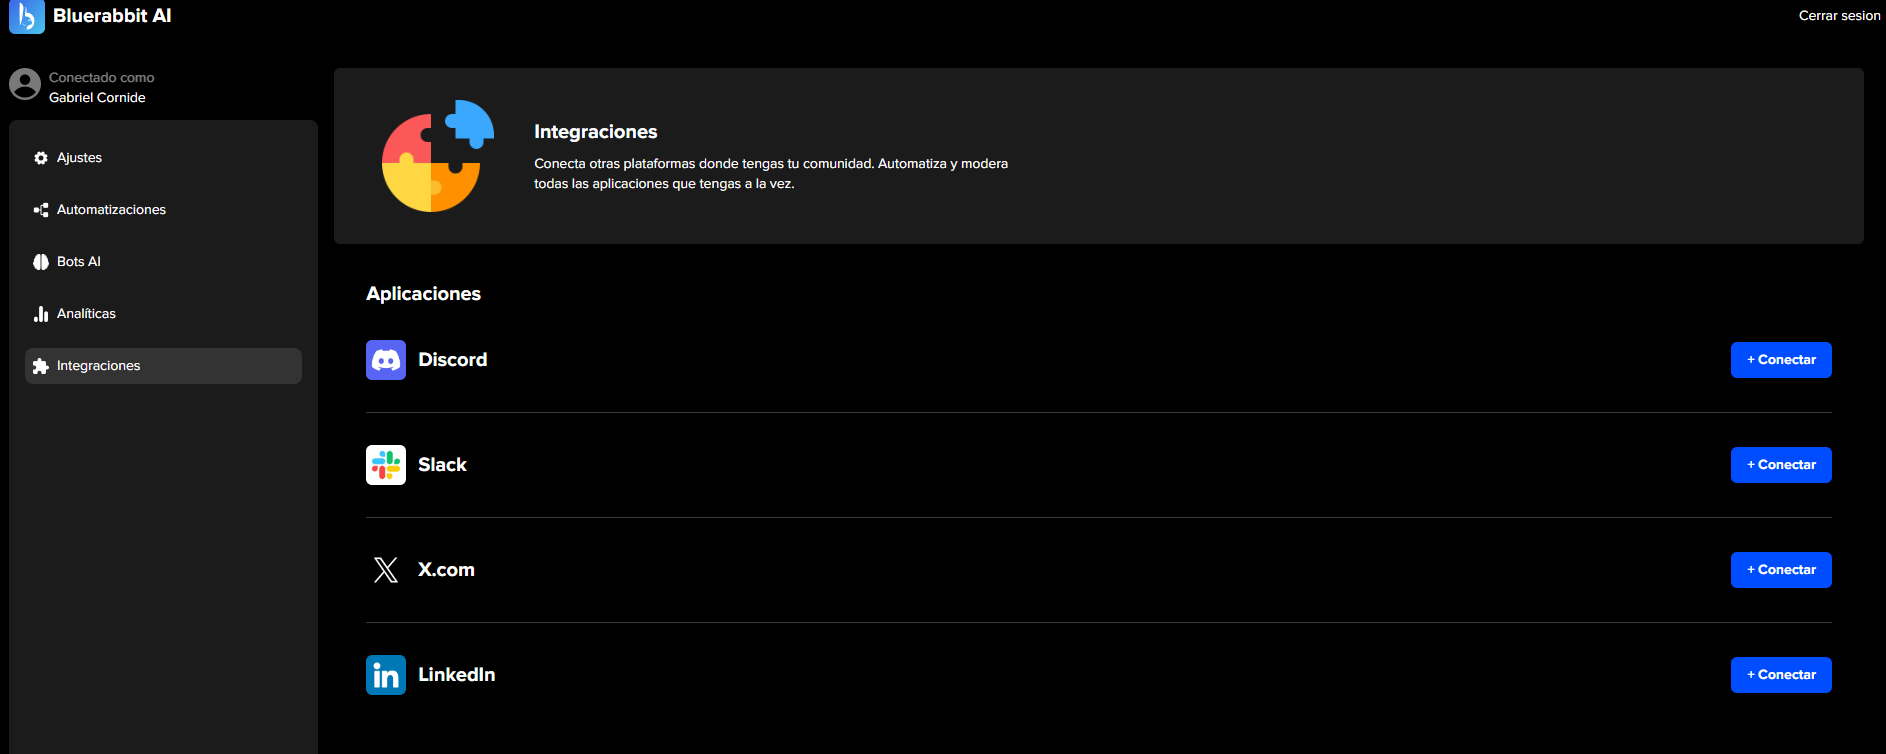 Bluerabbit AI
Cerrar sesion
Conectado como
Gabriel Cornide
Ajustes
Automatizaciones
Bots AI
Analíticas
Integraciones
Integraciones
Conecta otras plataformas donde tengas tu comunidad. Automatiza y modera
todas las aplicaciones que tengas a la vez.
Aplicaciones
Discord
+ Conectar
Slack
+ Conectar
X.com
+ Conectar
LinkedIn
+ Conectar